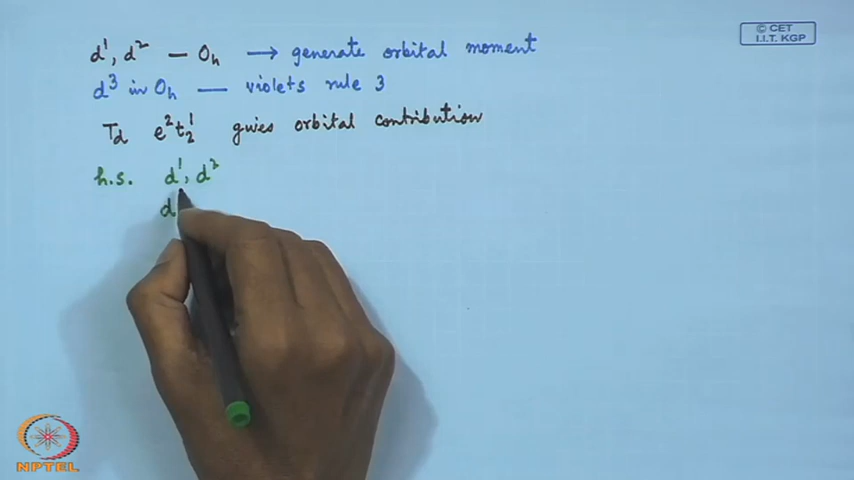 © CET
I.I.T. KGP
d¹, d² — Oh ⟶ generate orbital moment
d³ in Oh — violets rule 3
Td e²t₂¹ gives orbital contribution
h.s. d¹, d²
d
NPTEL